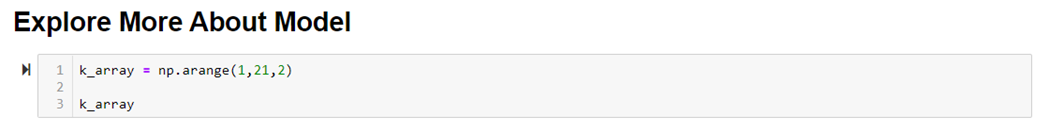 Explore More About Model
1 k_array = np.arange(1,21,2)
2
3 k_array